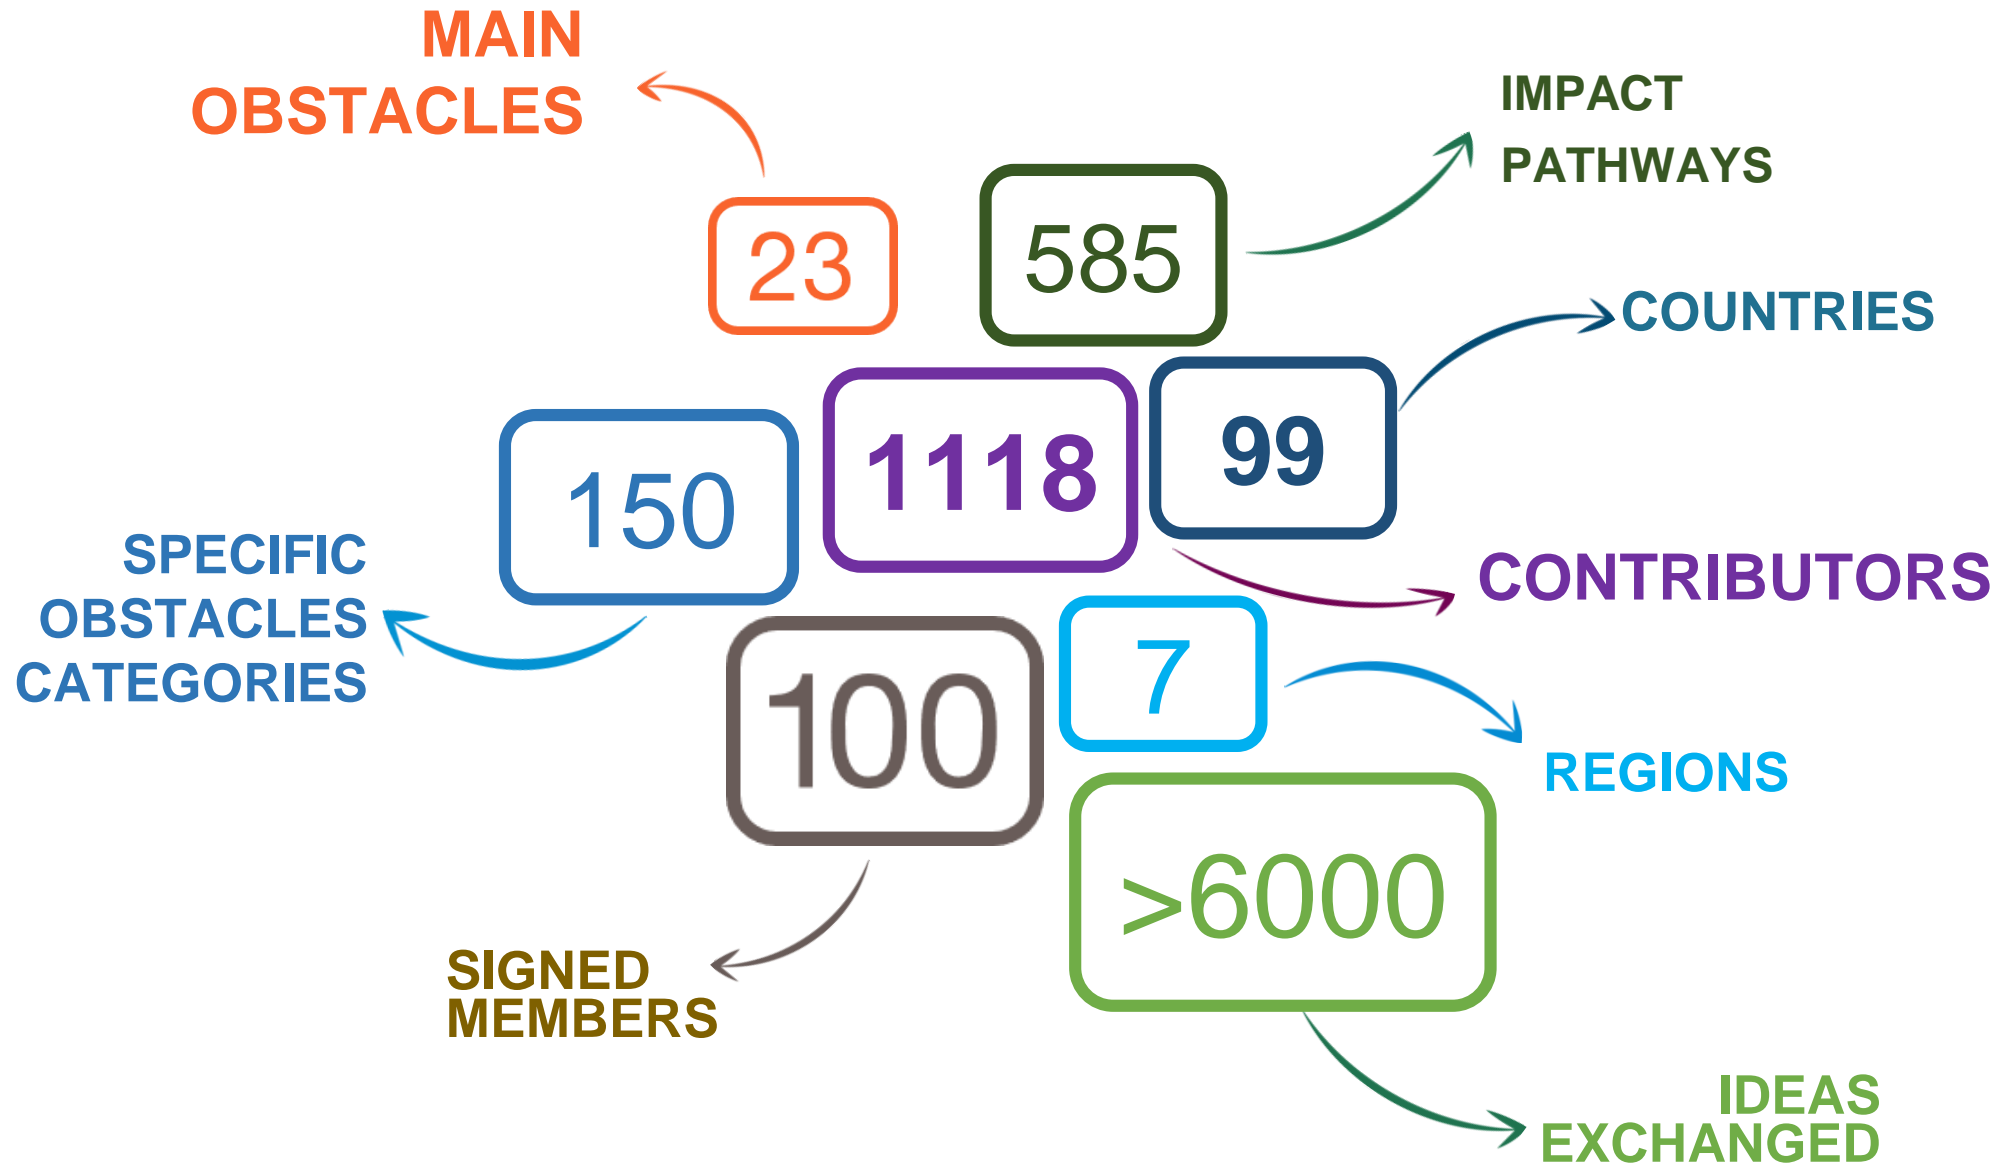 MAIN
OBSTACLES
IMPACT
PATHWAYS
23
585
COUNTRIES
150
1118
99
SPECIFIC
OBSTACLES
CATEGORIES
CONTRIBUTORS
100
7
REGIONS
>6000
SIGNED
MEMBERS
IDEAS
EXCHANGED